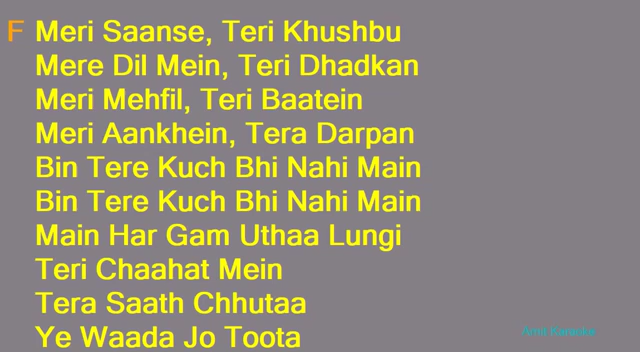 F Meri Saanse, Teri Khushbu
Mere Dil Mein, Teri Dhadkan
Meri Mehfil, Teri Baatein
Meri Aankhein, Tera Darpan
Bin Tere Kuch Bhi Nahi Main
Bin Tere Kuch Bhi Nahi Main
Main Har Gam Uthaa Lungi
Teri Chaahat Mein
Tera Saath Chhutaa
Ye Waada Jo Toota
Amit Karaoke